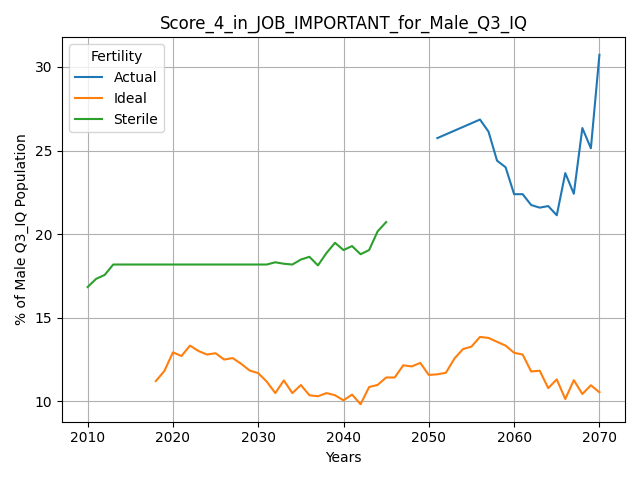 Score_4_in_JOB_IMPORTANT_for_Male_Q3_IQ
Fertility
Actual
Ideal
Sterile
% of Male Q3_IQ Population
30
25
20
15
10
2010 2020 2030 2040 2050 2060 2070
Years